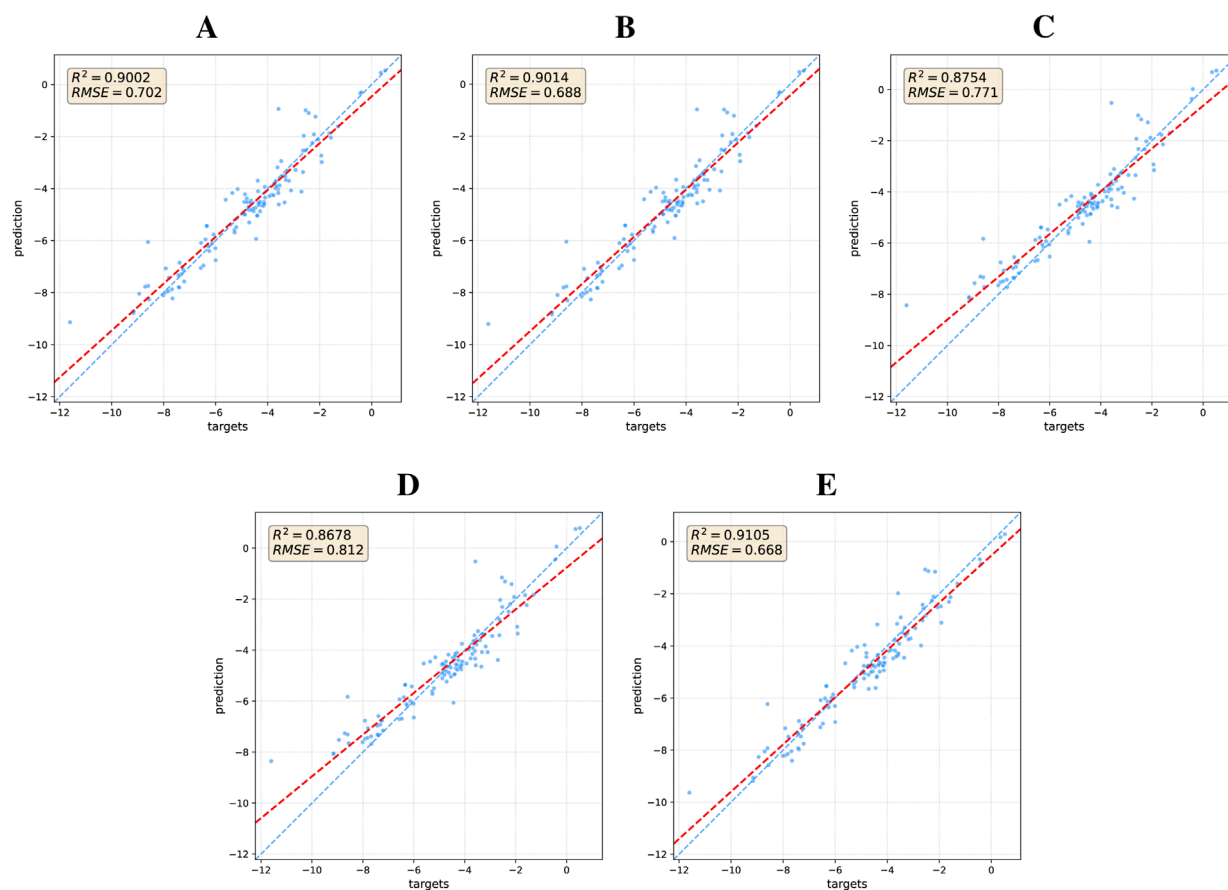 A
B
C
R² = 0.9002
RMSE = 0.702
R² = 0.9014
RMSE = 0.688
R² = 0.8754
RMSE = 0.771
0
−2
−4
−6
−8
−10
−12
prediction
−12 −10 −8 −6 −4 −2 0
targets
0
−2
−4
−6
−8
−10
−12
prediction
−12 −10 −8 −6 −4 −2 0
targets
0
−2
−4
−6
−8
−10
−12
prediction
−12 −10 −8 −6 −4 −2 0
targets
D
E
R² = 0.8678
RMSE = 0.812
R² = 0.9105
RMSE = 0.668
0
−2
−4
−6
−8
−10
−12
prediction
−12 −10 −8 −6 −4 −2 0
targets
0
−2
−4
−6
−8
−10
−12
prediction
−12 −10 −8 −6 −4 −2 0
targets